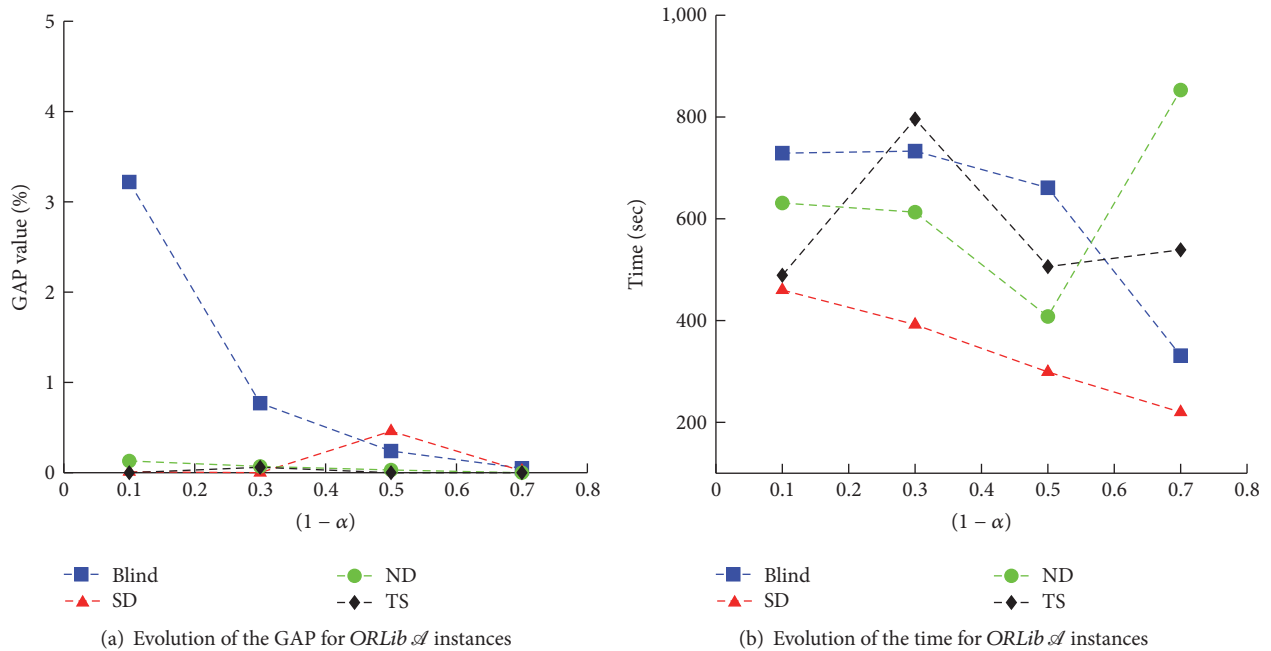 5
4
3
2
1
0
GAP value (%)
0
0.1
0.2
0.3
0.4
0.5
0.6
0.7
0.8
(1 − α)
Blind
SD
ND
TS
(a) Evolution of the GAP for ORLib 𝒜 instances
1,000
800
600
400
200
Time (sec)
0
0.1
0.2
0.3
0.4
0.5
0.6
0.7
0.8
(1 − α)
Blind
SD
ND
TS
(b) Evolution of the time for ORLib 𝒜 instances